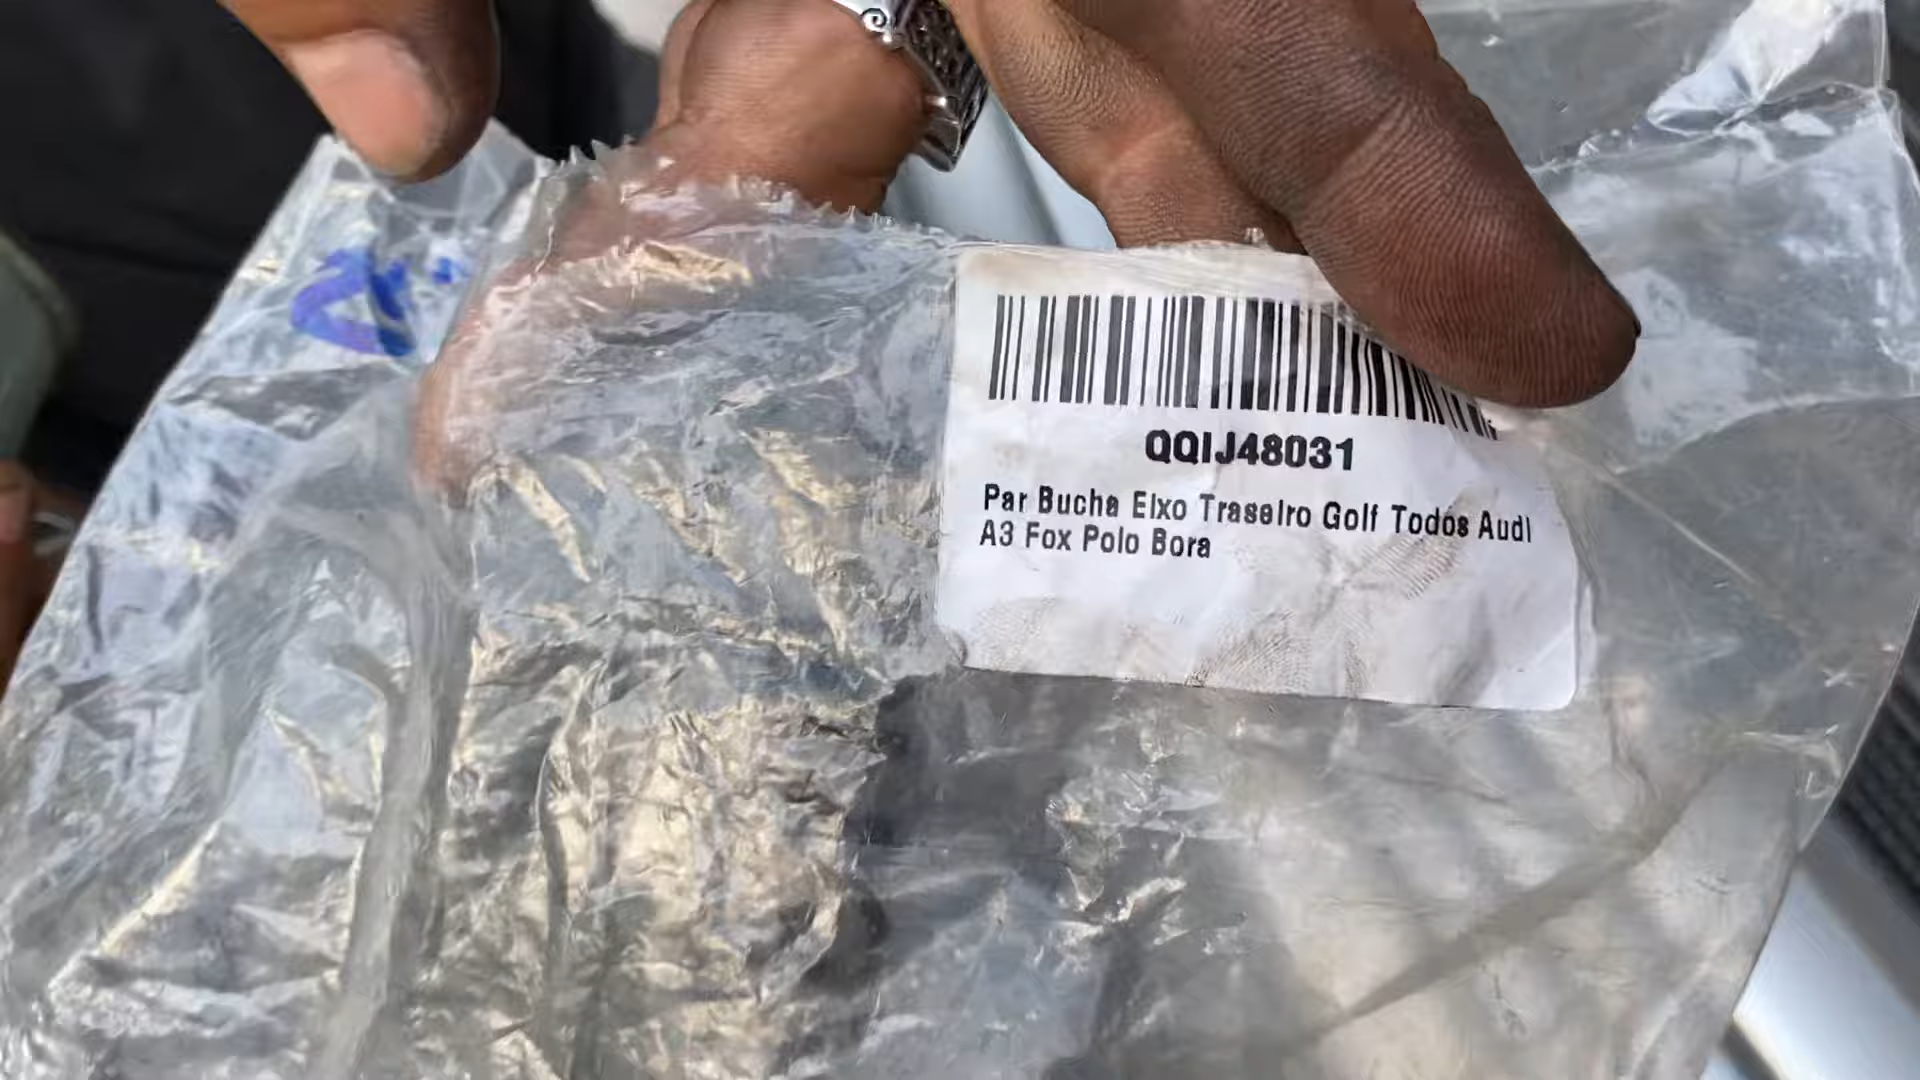 QQIJ48031
Par Bucha Eixo Traseiro Golf Todos Audi
A3 Fox Polo Bora